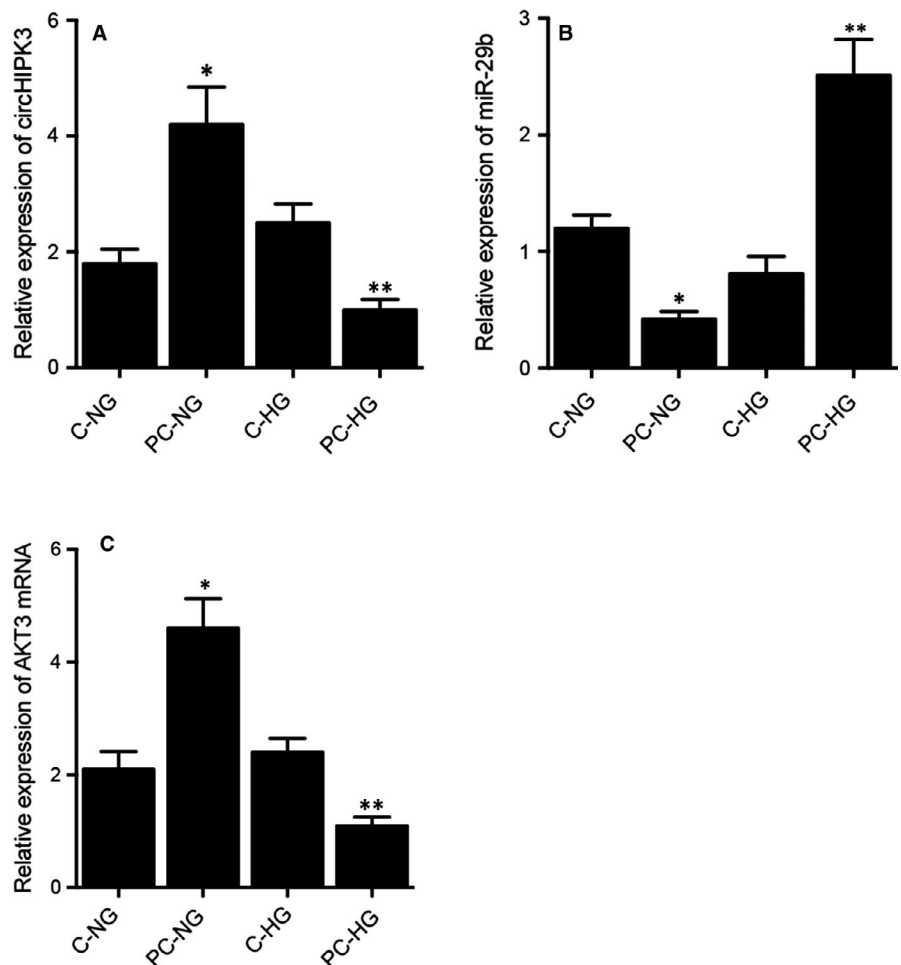 A
Relative expression of circHIPK3
6
4
2
0
*
**
C-NG
PC-NG
C-HG
PC-HG
B
Relative expression of miR-29b
3
2
1
0
*
**
C-NG
PC-NG
C-HG
PC-HG
C
Relative expression of AKT3 mRNA
6
4
2
0
*
**
C-NG
PC-NG
C-HG
PC-HG